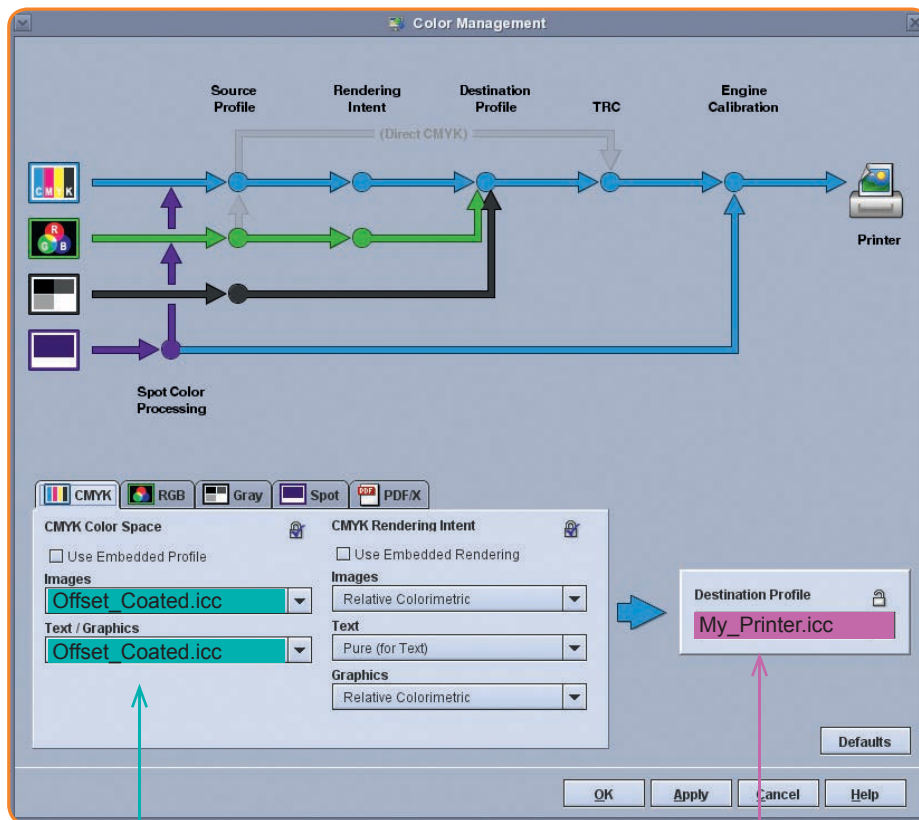 Color Management
Source
Profile
Rendering
Intent
Destination
Profile
TRC
Engine
Calibration
(Direct CMYK)
CMYK
R
G B
Printer
Spot Color
Processing
CMYK
RGB
Gray
Spot
PDF
PDF/X
CMYK Color Space
Use Embedded Profile
Images
Offset_Coated.icc
Text / Graphics
Offset_Coated.icc
CMYK Rendering Intent
Use Embedded Rendering
Images
Relative Colorimetric
Text
Pure (for Text)
Graphics
Relative Colorimetric
Destination Profile
My_Printer.icc
Defaults
OK
Apply
Cancel
Help